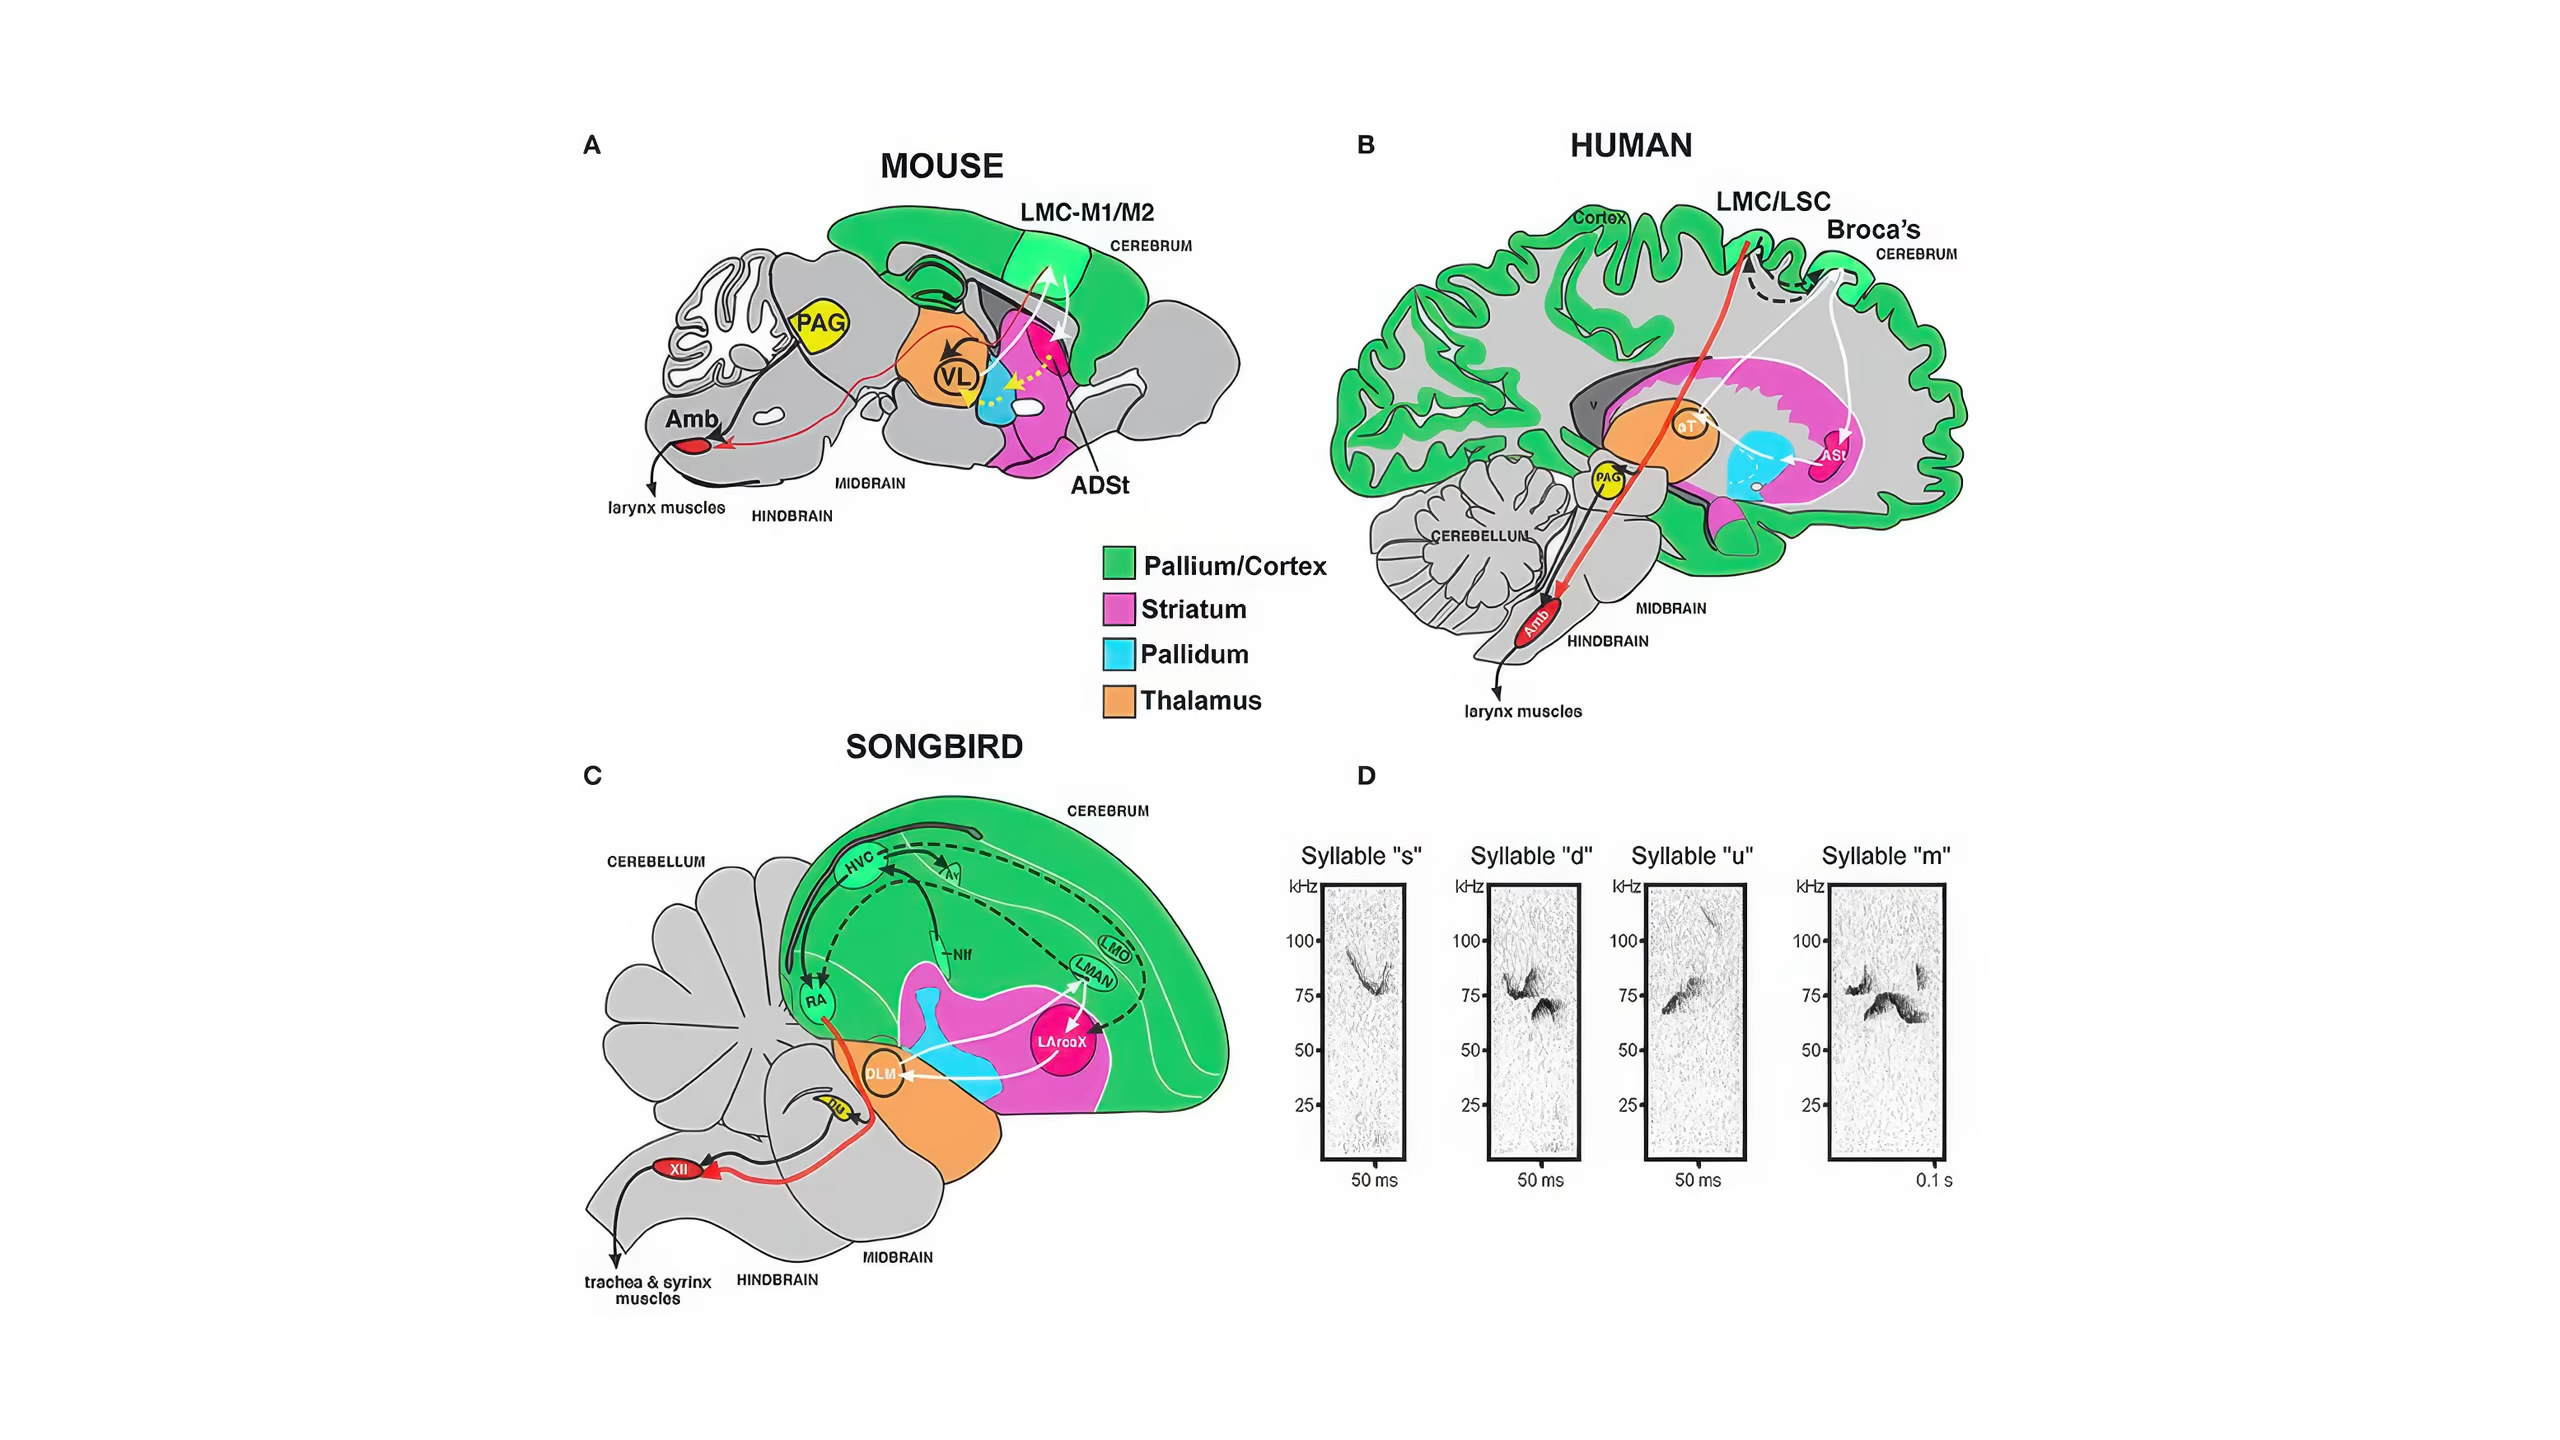 A
MOUSE
LMC-M1/M2
CEREBRUM
PAG
VL
Amb
ADSt
MIDBRAIN
larynx muscles
HINDBRAIN
B
HUMAN
LMC/LSC
Cortex
Broca's
CEREBRUM
V
aT
ASt
PAG
CEREBELLUM
Amb
MIDBRAIN
HINDBRAIN
larynx muscles
Pallium/Cortex
Striatum
Pallidum
Thalamus
SONGBIRD
C
CEREBRUM
CEREBELLUM
HVC
AV
NIf
LMO
LMAN
RA
DLM
DM
XII
MIDBRAIN
HINDBRAIN
trachea & syrinx
muscles
D
Syllable "s"
kHz
100
75
50
25
50 ms
Syllable "d"
kHz
100
75
50
25
50 ms
Syllable "u"
kHz
100
75
50
25
50 ms
Syllable "m"
kHz
100
75
50
25
0.1 s